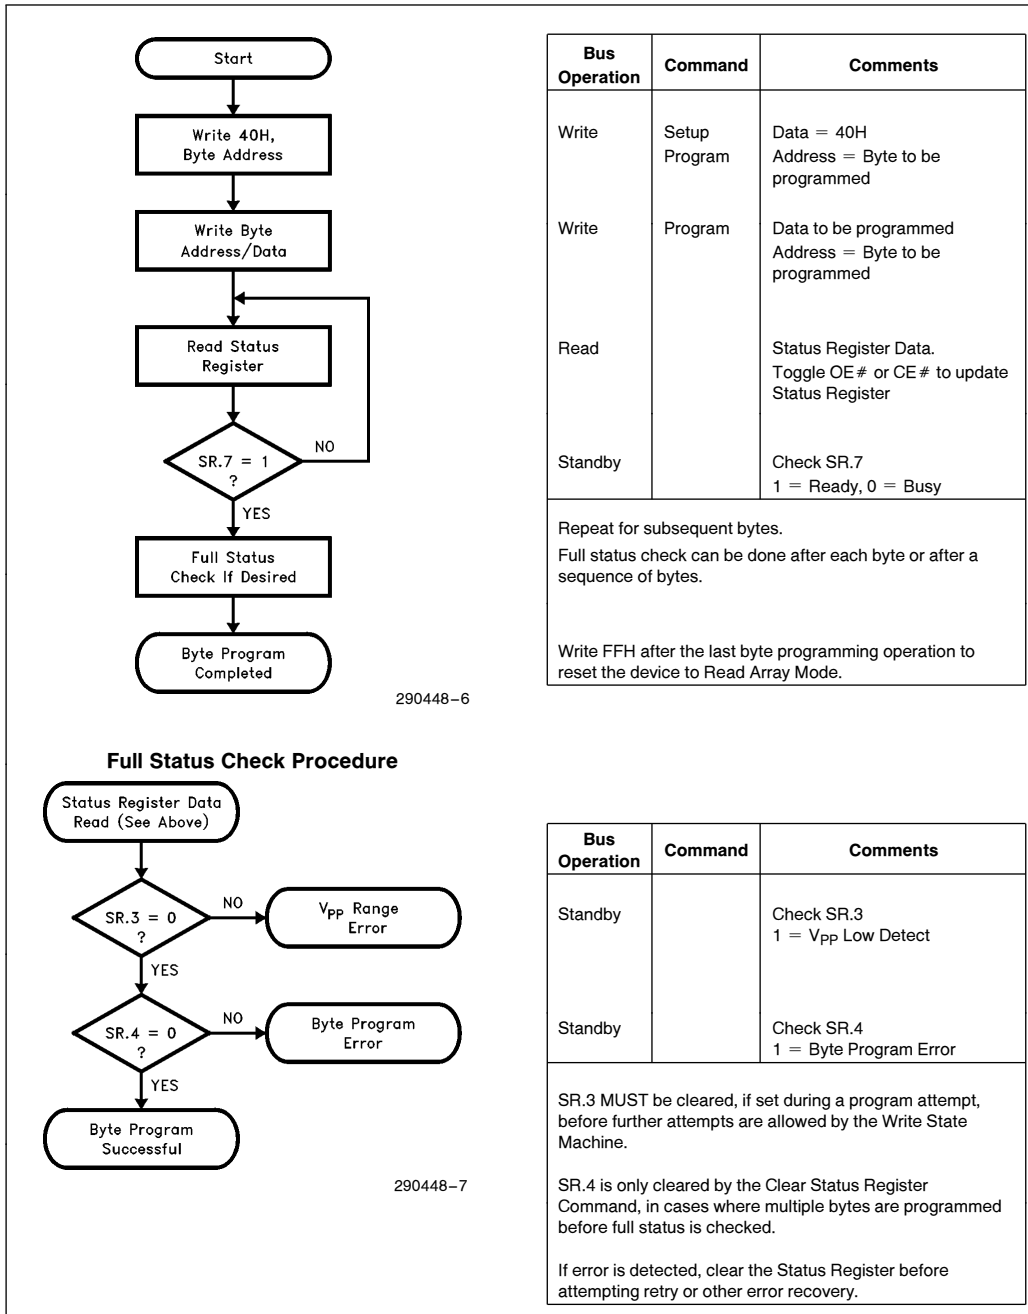 Start
Write 40H,
Byte Address
Write Byte
Address/Data
Read Status
Register
SR.7 = 1
?
NO
YES
Full Status
Check If Desired
Byte Program
Completed
290448–6
Bus
Operation
Command
Comments
Write
Setup
Program
Data = 40H
Address = Byte to be
programmed
Write
Program
Data to be programmed
Address = Byte to be
programmed
Read
Status Register Data.
Toggle OE# or CE# to update
Status Register
Standby
Check SR.7
1 = Ready, 0 = Busy
Repeat for subsequent bytes.
Full status check can be done after each byte or after a
sequence of bytes.
Write FFH after the last byte programming operation to
reset the device to Read Array Mode.
Full Status Check Procedure
Status Register Data
Read (See Above)
SR.3 = 0
?
NO
VPP Range
Error
YES
SR.4 = 0
?
NO
Byte Program
Error
YES
Byte Program
Successful
290448–7
Bus
Operation
Command
Comments
Standby
Check SR.3
1 = VPP Low Detect
Standby
Check SR.4
1 = Byte Program Error
SR.3 MUST be cleared, if set during a program attempt,
before further attempts are allowed by the Write State
Machine.
SR.4 is only cleared by the Clear Status Register
Command, in cases where multiple bytes are programmed
before full status is checked.
If error is detected, clear the Status Register before
attempting retry or other error recovery.